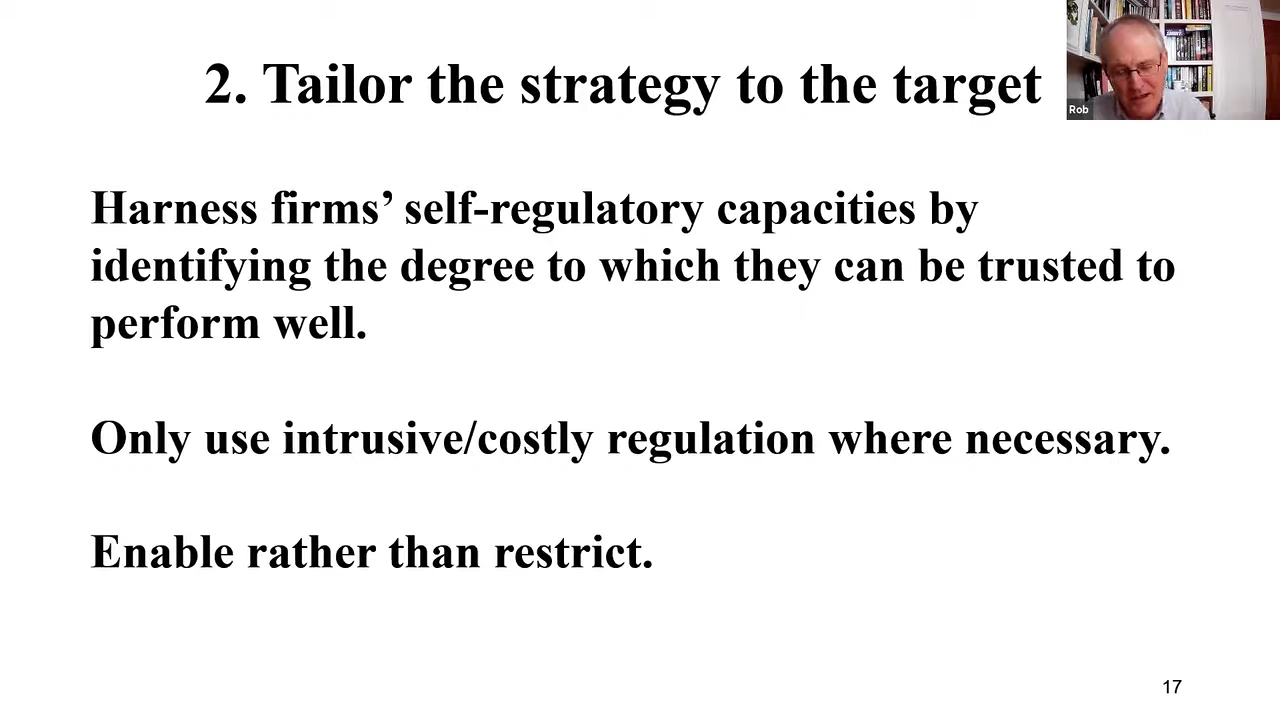 2. Tailor the strategy to the target
Rob
Harness firms’ self-regulatory capacities by
identifying the degree to which they can be trusted to
perform well.
Only use intrusive/costly regulation where necessary.
Enable rather than restrict.
17